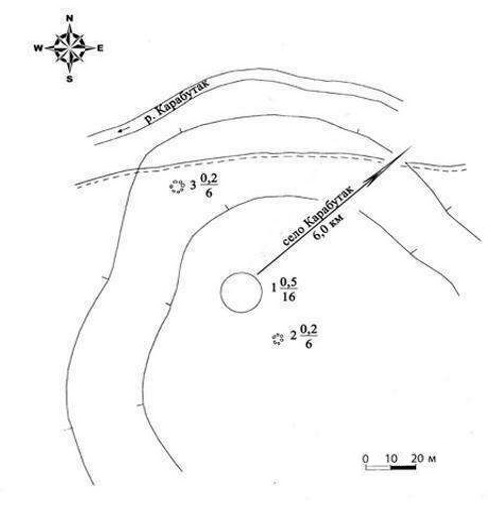 N
W E
S
р. Карабутак
3 0,2/6
село Карабутак
6,0 км
1 0,5/16
2 0,2/6
0 10 20 м